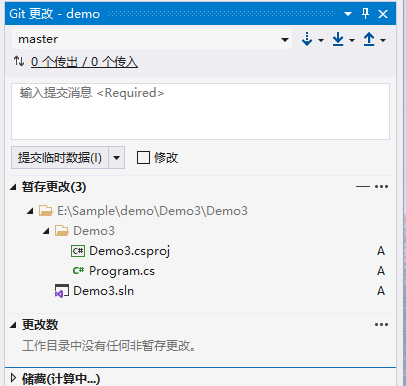 Git 更改 - demo
master
0 个传出 / 0 个传入
输入提交消息 <Required>
提交临时数据(I) 修改
暂存更改(3)
E:\Sample\demo\Demo3\Demo3
Demo3
Demo3.csproj A
Program.cs A
Demo3.sln A
更改数
工作目录中没有任何非暂存更改。
储藏(计算中...)